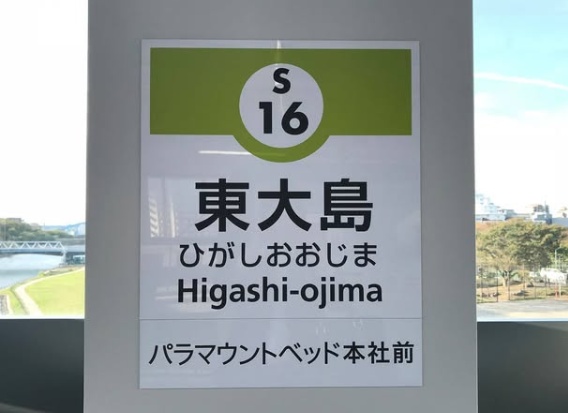 S
16
東大島
ひがしおおじま
Higashi-ojima
パラマウントベッド本社前